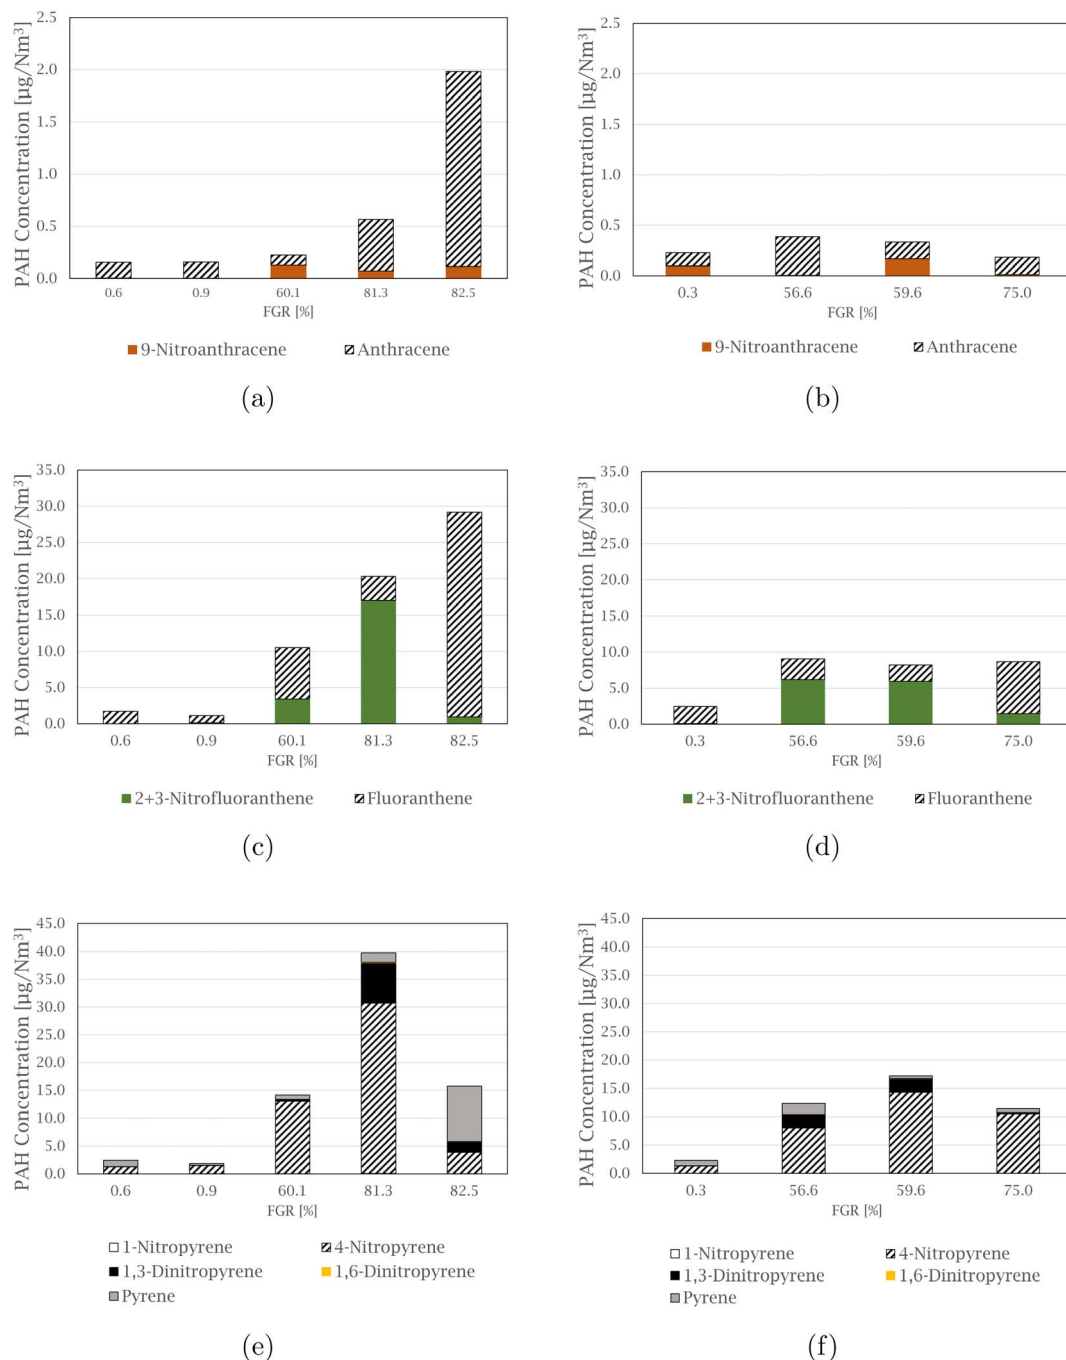 PAH Concentration [µg/Nm³]
2.5
2.0
1.5
1.0
0.5
0.0
0.6 0.9 60.1 81.3 82.5
FGR [%]
9-Nitroanthracene Anthracene
(a)
PAH Concentration [µg/Nm³]
2.5
2.0
1.5
1.0
0.5
0.0
0.3 56.6 59.6 75.0
FGR [%]
9-Nitroanthracene Anthracene
(b)
PAH Concentration [µg/Nm³]
35.0
30.0
25.0
20.0
15.0
10.0
5.0
0.0
0.6 0.9 60.1 81.3 82.5
FGR [%]
2+3-Nitrofluoranthene Fluoranthene
(c)
PAH Concentration [µg/Nm³]
35.0
30.0
25.0
20.0
15.0
10.0
5.0
0.0
0.3 56.6 59.6 75.0
FGR [%]
2+3-Nitrofluoranthene Fluoranthene
(d)
PAH Concentration [µg/Nm³]
45.0
40.0
35.0
30.0
25.0
20.0
15.0
10.0
5.0
0.0
0.6 0.9 60.1 81.3 82.5
FGR [%]
1-Nitropyrene 4-Nitropyrene
1,3-Dinitropyrene 1,6-Dinitropyrene
Pyrene
(e)
PAH Concentration [µg/Nm³]
45.0
40.0
35.0
30.0
25.0
20.0
15.0
10.0
5.0
0.0
0.3 56.6 59.6 75.0
FGR [%]
1-Nitropyrene 4-Nitropyrene
1,3-Dinitropyrene 1,6-Dinitropyrene
Pyrene
(f)